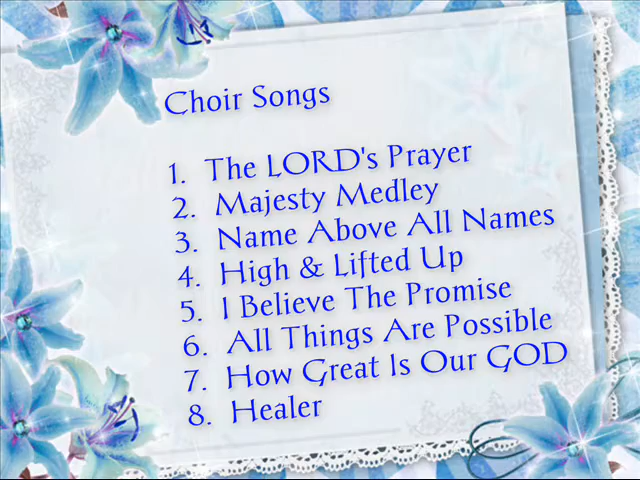 Choir Songs
1. The LORD's Prayer
2. Majesty Medley
3. Name Above All Names
4. High & Lifted Up
5. I Believe The Promise
6. All Things Are Possible
7. How Great Is Our GOD
8. Healer